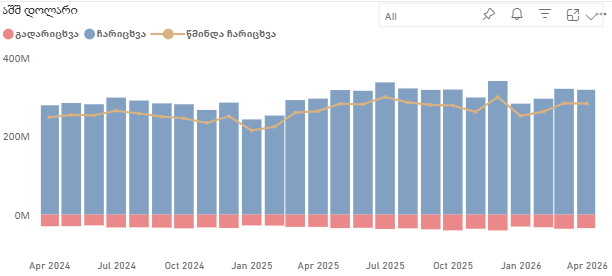 აშშ დოლარი
All
გადარიცხვა ჩარიცხვა წმინდა ჩარიცხვა
400M
200M
0M
Apr 2024 Jul 2024 Oct 2024 Jan 2025 Apr 2025 Jul 2025 Oct 2025 Jan 2026 Apr 2026